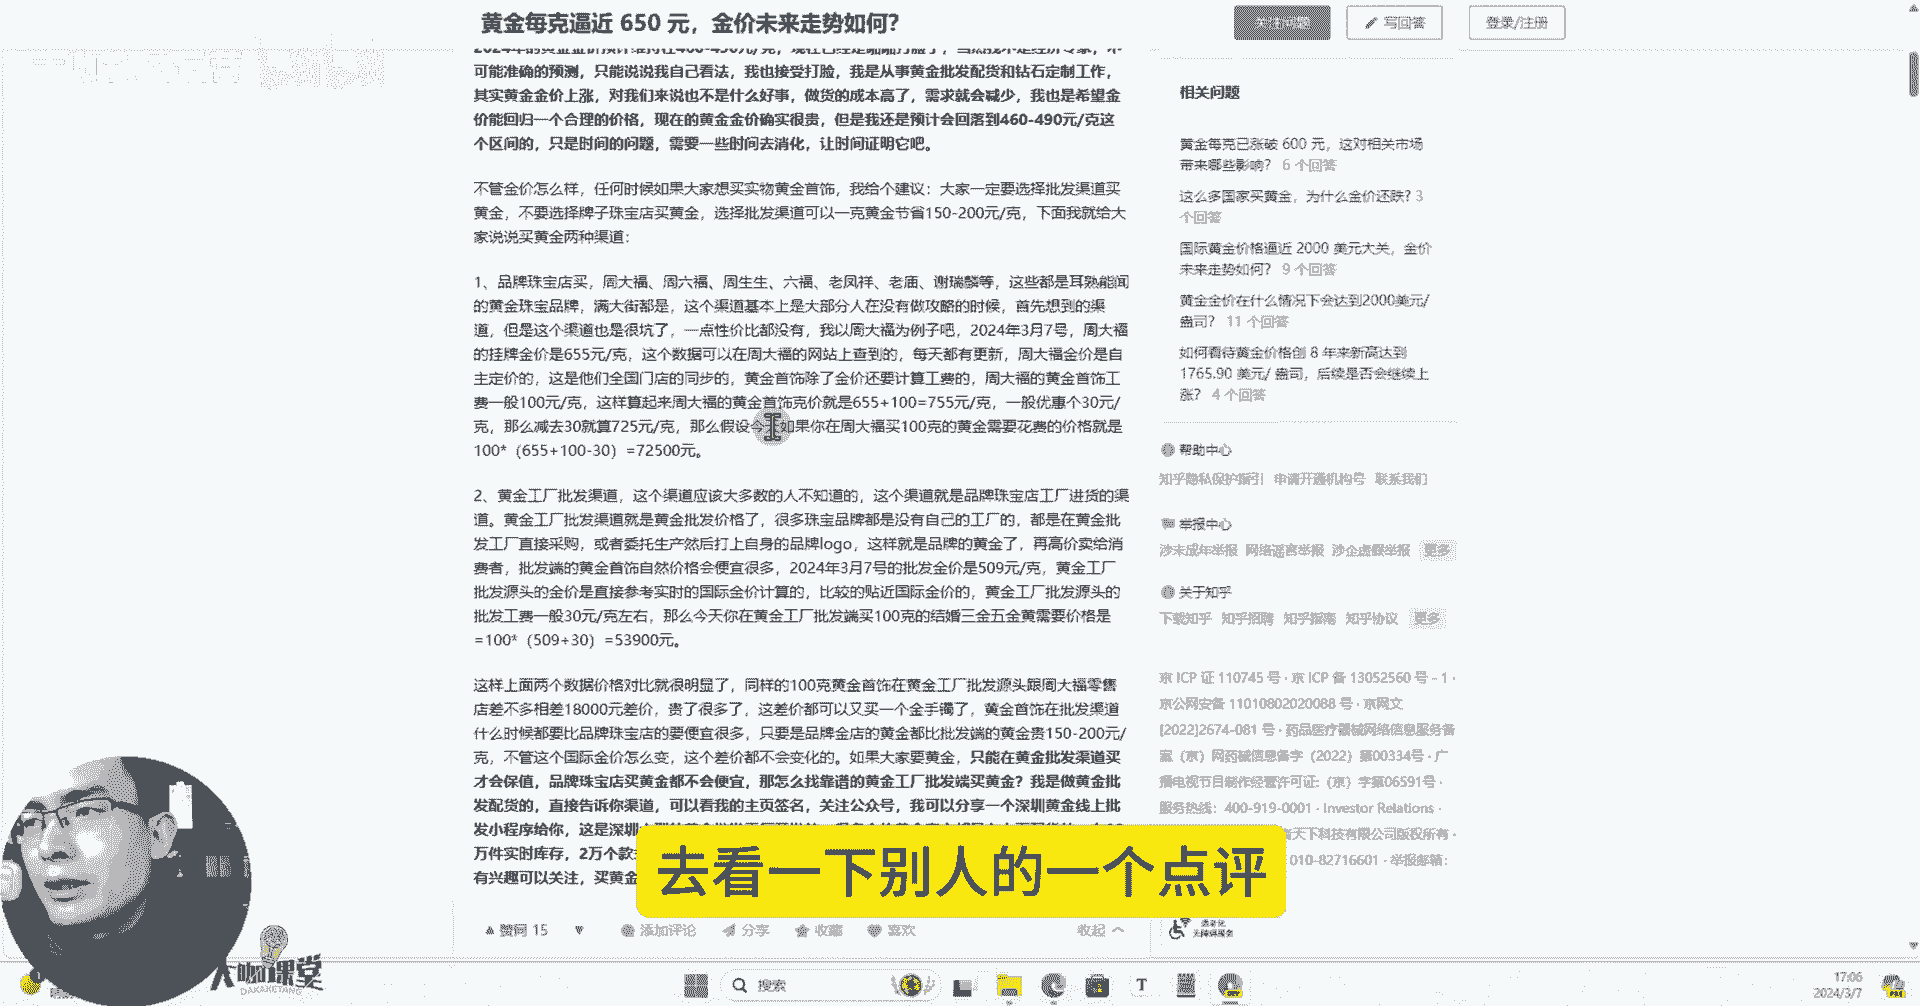 黄金每克逼近 650 元，金价未来走势如何？
关注问题
写回答
登录/注册
可能准确的预测，只能说说我自己看法，我也接受打脸，我是从事黄金批发配货和钻石定制工作，
其实黄金金价上涨，对我们来说也不是什么好事，做货的成本高了，需求就会减少，我也是希望金
价能回归一个合理的价格，现在的黄金金价确实很贵，但是我还是预计会回落到460-490元/克这
个区间的，只是时间的问题，需要一些时间去消化，让时间证明它吧。
不管金价怎么样，任何时候如果大家想买实物黄金首饰，我给个建议：大家一定要选择批发渠道买
黄金，不要选择牌子珠宝店买黄金，选择批发渠道可以一克黄金节省150-200元/克，下面我就给大
家说说买黄金两种渠道：
1、品牌珠宝店买，周大福、周六福、周生生、六福、老凤祥、老庙、谢瑞麟等，这些都是耳熟能闻
的黄金珠宝品牌，满大街都是，这个渠道基本上是大部分人在没有做攻略的时候，首先想到的渠
道，但是这个渠道也是很坑了，一点性价比都没有，我以周大福为例子吧，2024年3月7号，周大福
的挂牌金价是655元/克，这个数据可以在周大福的网站上查到的，每天都有更新，周大福金价是自
主定价的，这是他们全国门店的同步的，黄金首饰除了金价还要计算工费的，周大福的黄金首饰工
费一般100元/克，这样算起来周大福的黄金首饰克价就是655+100=755元/克，一般优惠个30元/
克，那么减去30就算725元/克，那么假设今天如果你在周大福买100克的黄金需要花费的价格就是
100*（655+100-30）=72500元。
2、黄金工厂批发渠道，这个渠道应该大多数的人不知道的，这个渠道就是品牌珠宝店工厂进货的渠
道。黄金工厂批发渠道就是黄金批发价格了，很多珠宝品牌都是没有自己的工厂的，都是在黄金批
发工厂直接采购，或者委托生产然后打上自身的品牌logo，这样就是品牌的黄金了，再高价卖给消
费者，批发端的黄金首饰自然价格会便宜很多，2024年3月7号的批发金价是509元/克，黄金工厂
批发源头的金价是直接参考实时的国际金价计算的，比较的贴近国际金价的，黄金工厂批发源头的
批发工费一般30元/克左右，那么今天你在黄金工厂批发端买100克的结婚三金五金黄需要价格是
=100*（509+30）=53900元。
这样上面两个数据价格对比就很明显了，同样的100克黄金首饰在黄金工厂批发源头跟周大福零售
店差不多相差18000元差价，贵了很多了，这差价都可以又买一个金手镯了，黄金首饰在批发渠道
什么时候都要比品牌珠宝店的要便宜很多，只要是品牌金店的黄金都比批发端的黄金贵150-200元/
克，不管这个国际金价怎么变，这个差价都不会变化的。如果大家要黄金，只能在黄金批发渠道买
才会保值，品牌珠宝店买黄金都不会便宜，那怎么找靠谱的黄金工厂批发端买黄金？我是做黄金批
发配货的，直接告诉你渠道，可以看我的主页签名，关注公众号，我可以分享一个深圳黄金线上批
发小程序给你，这是深圳
万件实时库存，2万个款
有兴趣可以关注，买黄金
去看一下别人的一个点评
赞同 15
添加评论
分享
收藏
喜欢
收起
相关问题
黄金每克已涨破 600 元，这对相关市场
带来哪些影响？ 6 个回答
这么多国家买黄金，为什么金价还跌？ 3
个回答
国际黄金价格逼近 2000 美元大关，金价
未来走势如何？ 9 个回答
黄金金价在什么情况下会达到2000美元/
盎司？ 11 个回答
如何看待黄金价格创 8 年来新高达到
1765.90 美元/ 盎司，后续是否会继续上
涨？ 4 个回答
帮助中心
知乎隐私保护指引 申请开通机构号 联系我们
举报中心
涉未成年举报 网络谣言举报 涉企虚假举报 更多
关于知乎
下载知乎 知乎招聘 知乎指南 知乎协议 更多
京 ICP 证 110745 号 · 京 ICP 备 13052560 号 - 1 ·
京公网安备 11010802020088 号 · 京网文
[2022]2674-081 号 · 药品医疗器械网络信息服务备
案（京）网药械信息备字（2022）第00334号 · 广
播电视节目制作经营许可证:（京）字第06591号 ·
服务热线：400-919-0001 · Investor Relations ·
天下科技有限公司版权所有 ·
010-82716601 · 举报邮箱：
大咖课堂
DAKAKETANG
搜索
17:06
2024/3/7